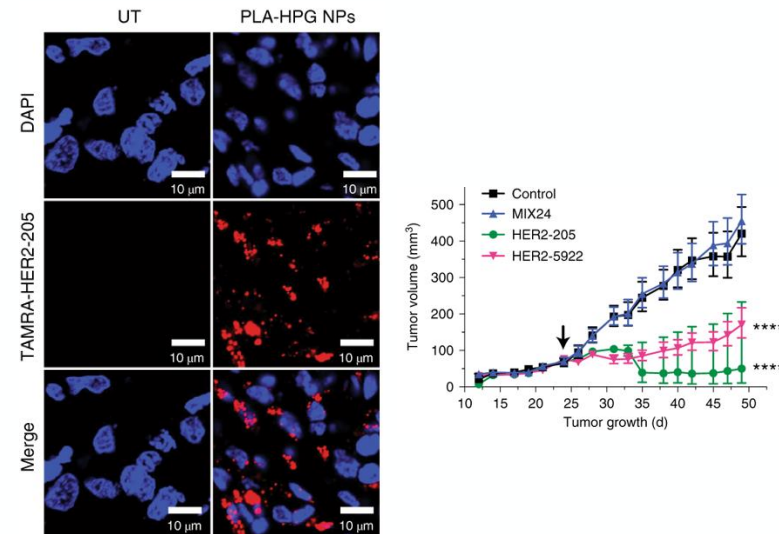 UT
PLA-HPG NPs
DAPI
10 μm
10 μm
TAMRA-HER2-205
10 μm
10 μm
Merge
10 μm
10 μm
Control
MIX24
HER2-205
HER2-5922
Tumor volume (mm³)
500
400
300
200
100
0
****
****
10 15 20 25 30 35 40 45 50
Tumor growth (d)